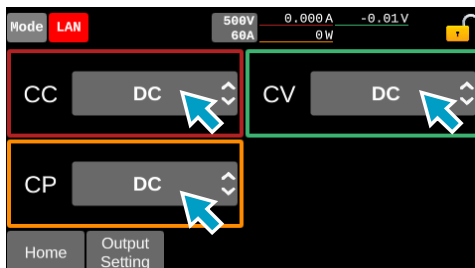 Mode LAN 500V 0.000A -0.01V
60A 0W
CC DC CV DC
CP DC
Home Output
Setting